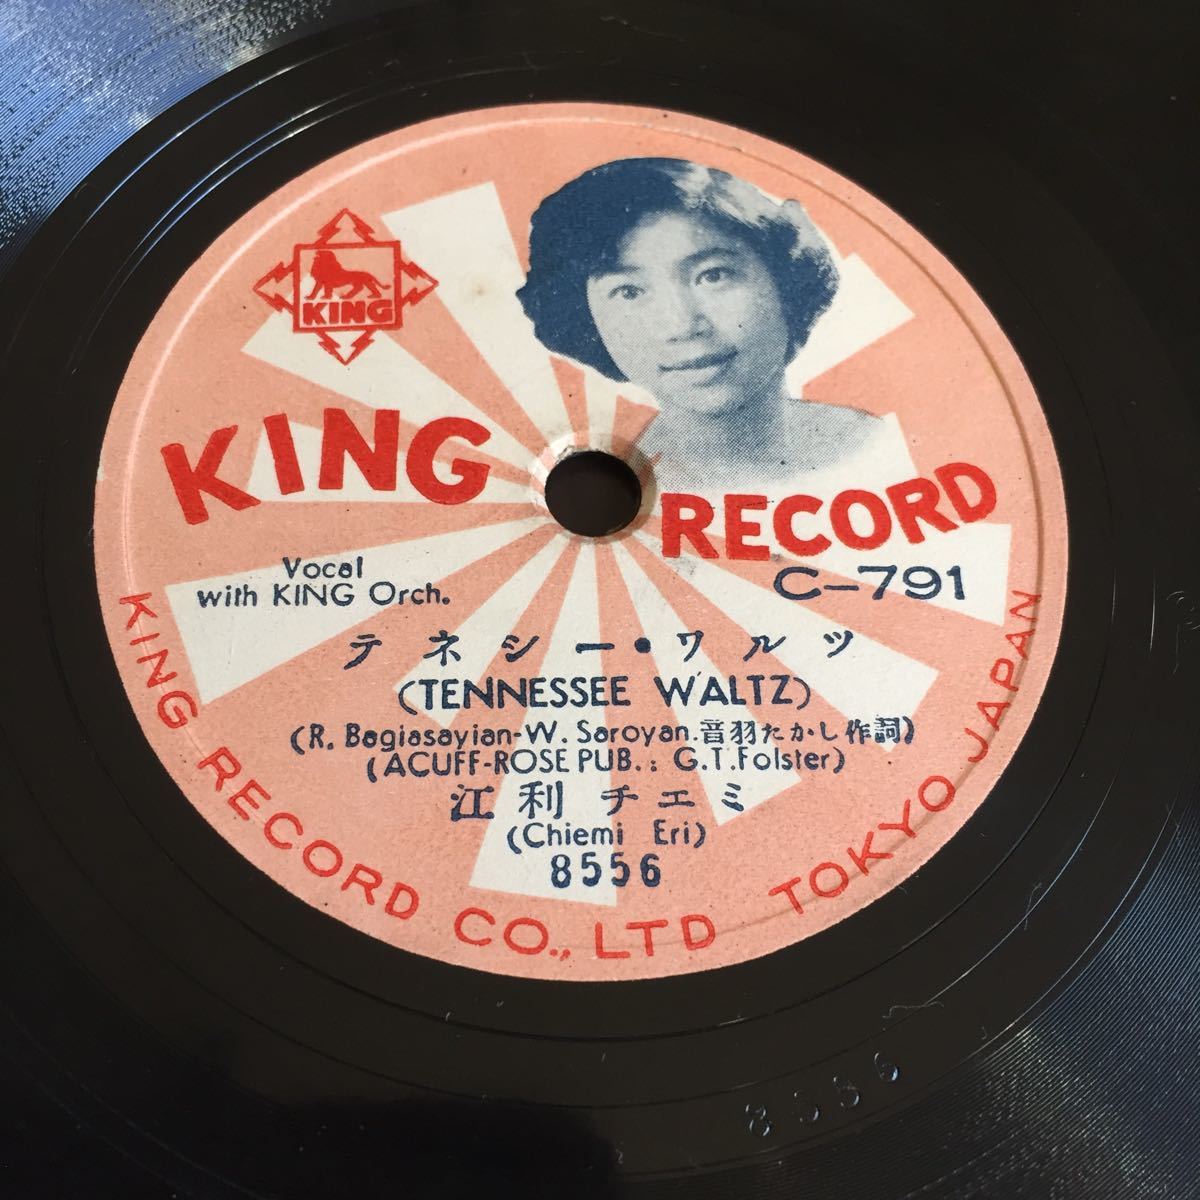 KING
KING RECORD
C-791
Vocal
with KING Orch.
テネシー・ワルツ
(TENNESSEE WALTZ)
(R. Bagiasayian-W. Saroyan.音羽たかし作詞)
(ACUFF-ROSE PUB.: G.T.Folster)
江利チエミ
(Chiemi Eri)
8556
KING RECORD CO., LTD TOKYO JAPAN
8556